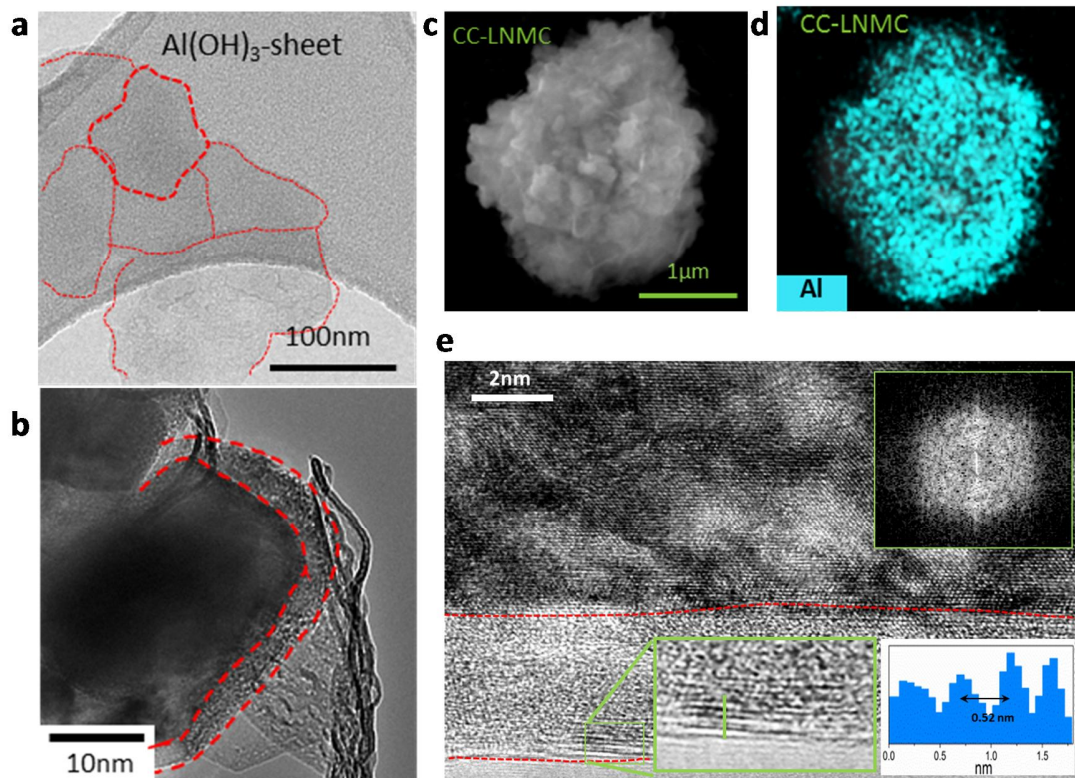 a
Al(OH)₃-sheet
100nm
b
10nm
c
CC-LNMC
1μm
d
CC-LNMC
Al
e
2nm
0.52 nm
0.0 0.5 1.0 1.5
nm